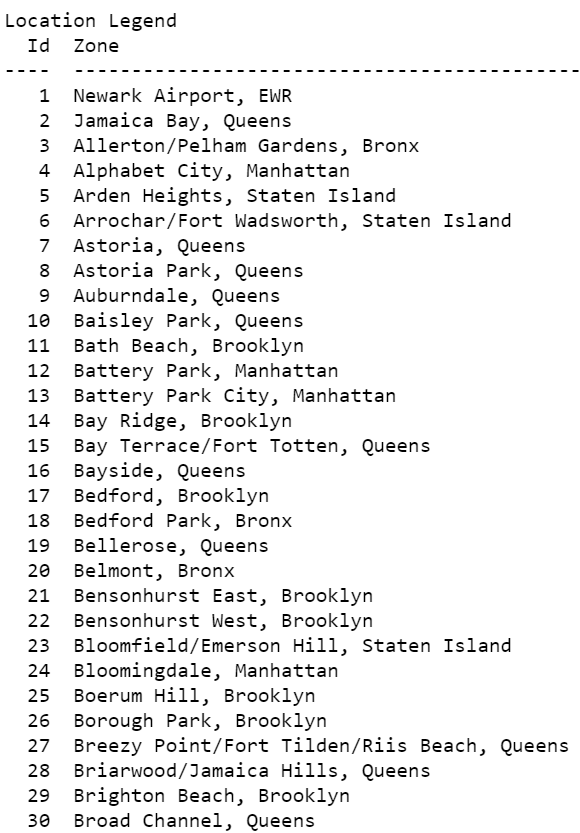 Location Legend
Id Zone
---- --------------------------------------------
1 Newark Airport, EWR
2 Jamaica Bay, Queens
3 Allerton/Pelham Gardens, Bronx
4 Alphabet City, Manhattan
5 Arden Heights, Staten Island
6 Arrochar/Fort Wadsworth, Staten Island
7 Astoria, Queens
8 Astoria Park, Queens
9 Auburndale, Queens
10 Baisley Park, Queens
11 Bath Beach, Brooklyn
12 Battery Park, Manhattan
13 Battery Park City, Manhattan
14 Bay Ridge, Brooklyn
15 Bay Terrace/Fort Totten, Queens
16 Bayside, Queens
17 Bedford, Brooklyn
18 Bedford Park, Bronx
19 Bellerose, Queens
20 Belmont, Bronx
21 Bensonhurst East, Brooklyn
22 Bensonhurst West, Brooklyn
23 Bloomfield/Emerson Hill, Staten Island
24 Bloomingdale, Manhattan
25 Boerum Hill, Brooklyn
26 Borough Park, Brooklyn
27 Breezy Point/Fort Tilden/Riis Beach, Queens
28 Briarwood/Jamaica Hills, Queens
29 Brighton Beach, Brooklyn
30 Broad Channel, Queens